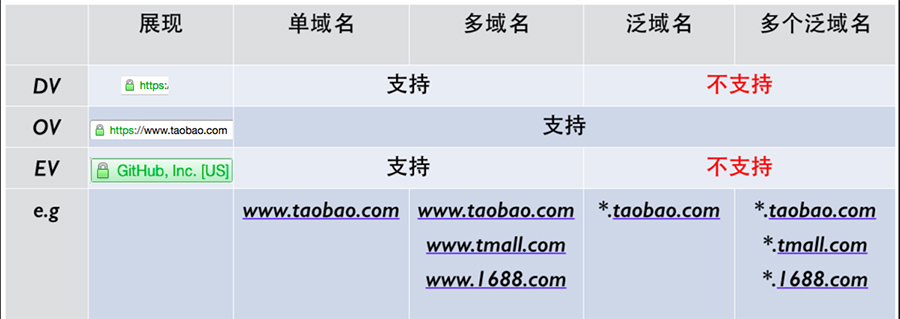 展现 单域名 多域名 泛域名 多个泛域名
DV https: 支持 不支持
OV https://www.taobao.com 支持
EV GitHub, Inc. [US] 支持 不支持
e.g www.taobao.com www.taobao.com *.taobao.com *.taobao.com
www.tmall.com *.tmall.com
www.1688.com *.1688.com